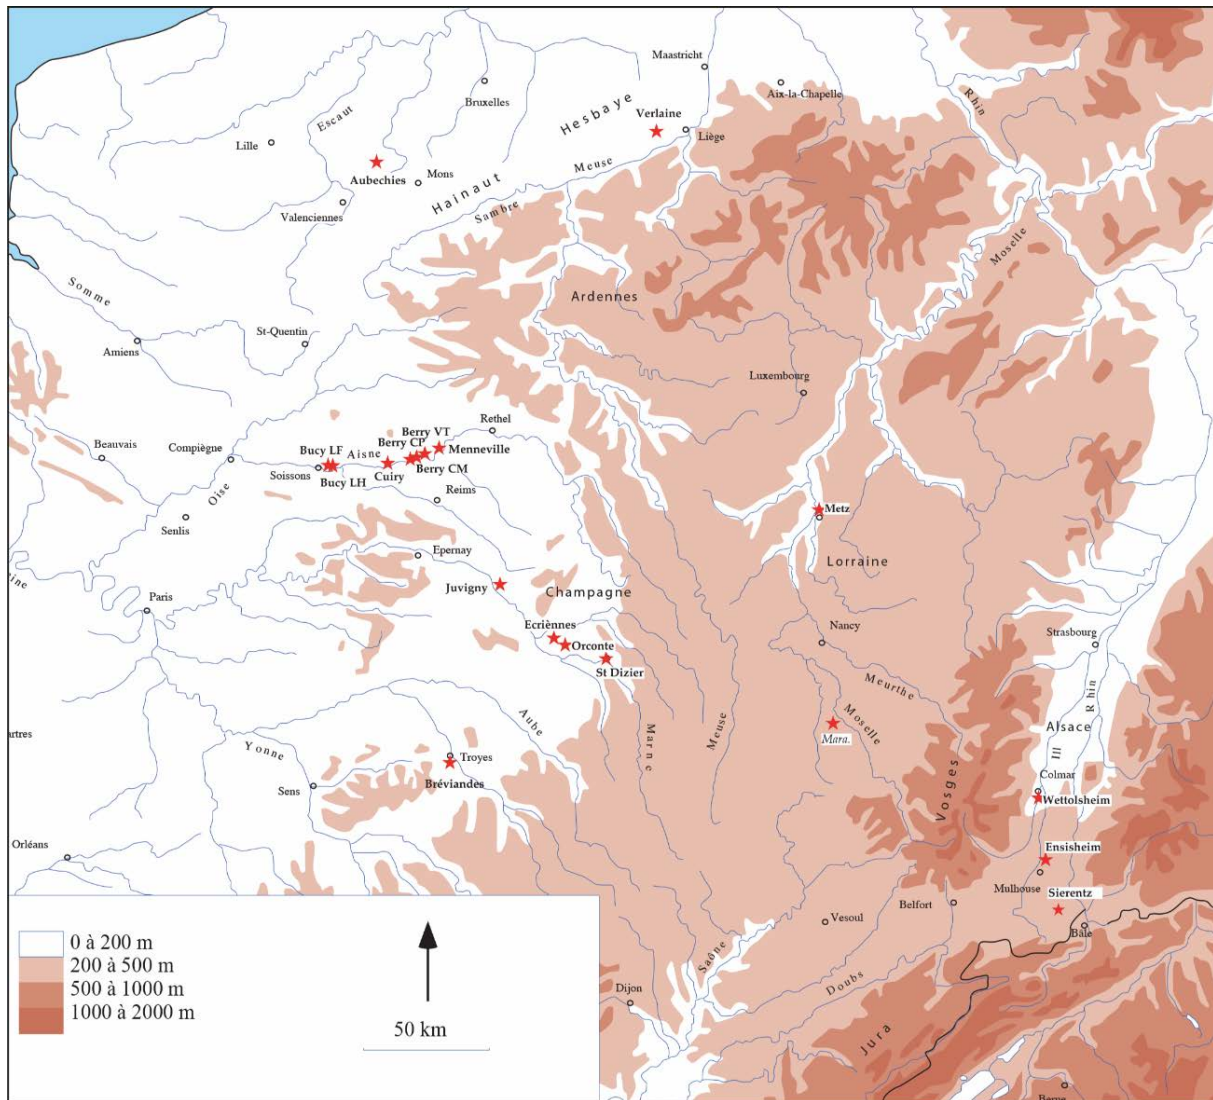 Maastricht
Aix-la-Chapelle
Rhin
Bruxelles
Hesbaye
Verlaine
Escaut
Lille
Liège
Meuse
Aubechies
Mons
Hainaut
Valenciennes
Sambre
Moselle
Somme
Ardennes
St-Quentin
Amiens
Luxembourg
Rethel
Berry VT
Beauvais
Compiègne
Berry CP
Bucy LF
Aisne
Menneville
Soissons
Berry CM
Cuiry
Bucy LH
Oise
Reims
Senlis
Metz
Epernay
Lorraine
eine
Juvigny
Champagne
Paris
Ecriènnes
Orconte
Nancy
Strasbourg
St Dizier
Meurthe
Rhin
Aube
Moselle
Meuse
Marne
Mara.
Alsace
artres
Yonne
Troyes
Ill
Vosges
Colmar
Sens
Bréviandes
Wettolsheim
Orléans
Ensisheim
Mulhouse
Sierentz
Belfort
Vesoul
Bâle
Saône
Doubs
Dijon
Jura
Berne
0 à 200 m
200 à 500 m
500 à 1000 m
1000 à 2000 m
50 km